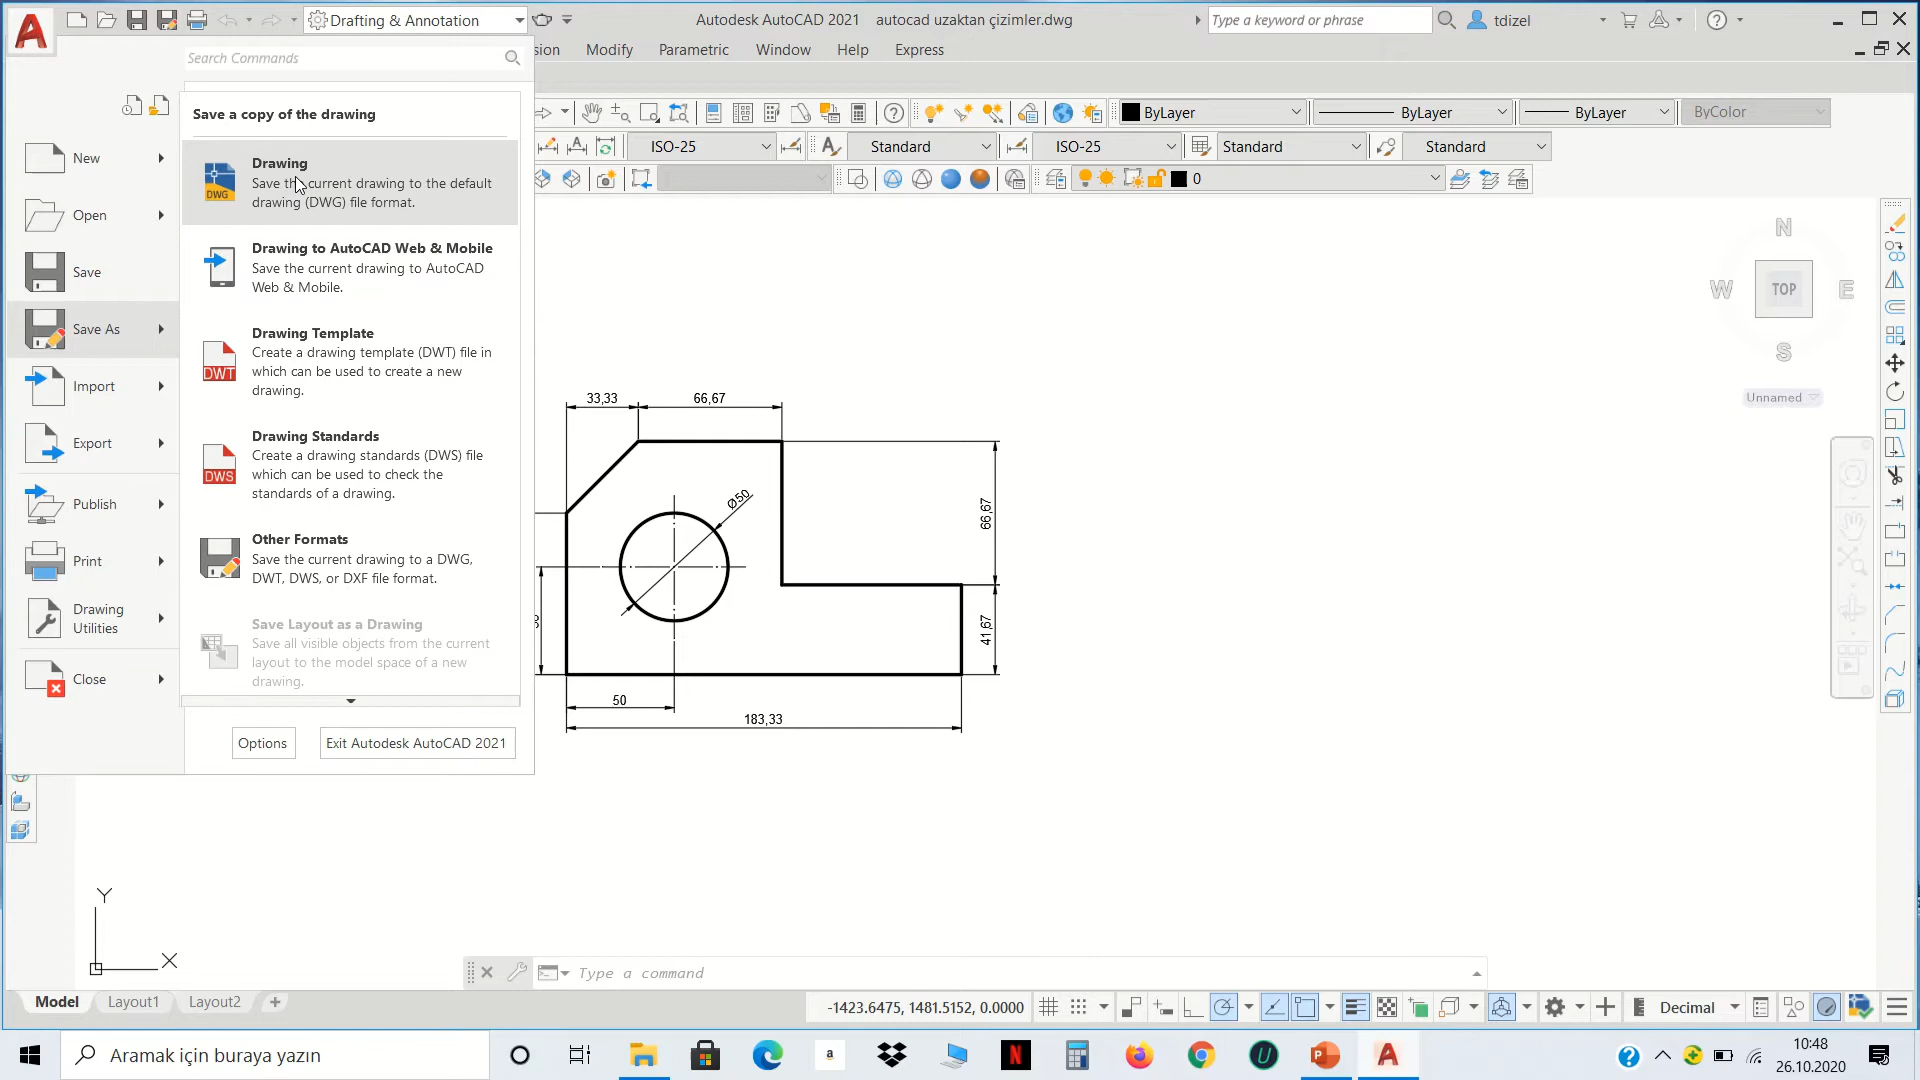 Drafting & Annotation
Autodesk AutoCAD 2021 autocad uzaktan çizimler.dwg
Type a keyword or phrase
tdizel
sion Modify Parametric Window Help Express
Search Commands
Save a copy of the drawing
Drawing
Save the current drawing to the default
drawing (DWG) file format.
DWG
Drawing to AutoCAD Web & Mobile
Save the current drawing to AutoCAD
Web & Mobile.
Drawing Template
Create a drawing template (DWT) file in
which can be used to create a new
drawing.
DWT
Drawing Standards
Create a drawing standards (DWS) file
which can be used to check the
standards of a drawing.
DWS
Other Formats
Save the current drawing to a DWG,
DWT, DWS, or DXF file format.
Save Layout as a Drawing
Save all visible objects from the current
layout to the model space of a new
drawing.
New
Open
Save
Save As
Import
Export
Publish
Print
Drawing
Utilities
Close
Options
Exit Autodesk AutoCAD 2021
ByLayer ByLayer ByLayer ByColor
ISO-25 Standard ISO-25 Standard Standard
0
N
W TOP E
S
Unnamed
33,33 66,67
Ø50
66,67
41,67
50
183,33
Y
X
Type a command
Model Layout1 Layout2
-1423.6475, 1481.5152, 0.0000
Decimal
Aramak için buraya yazın
10:48
26.10.2020